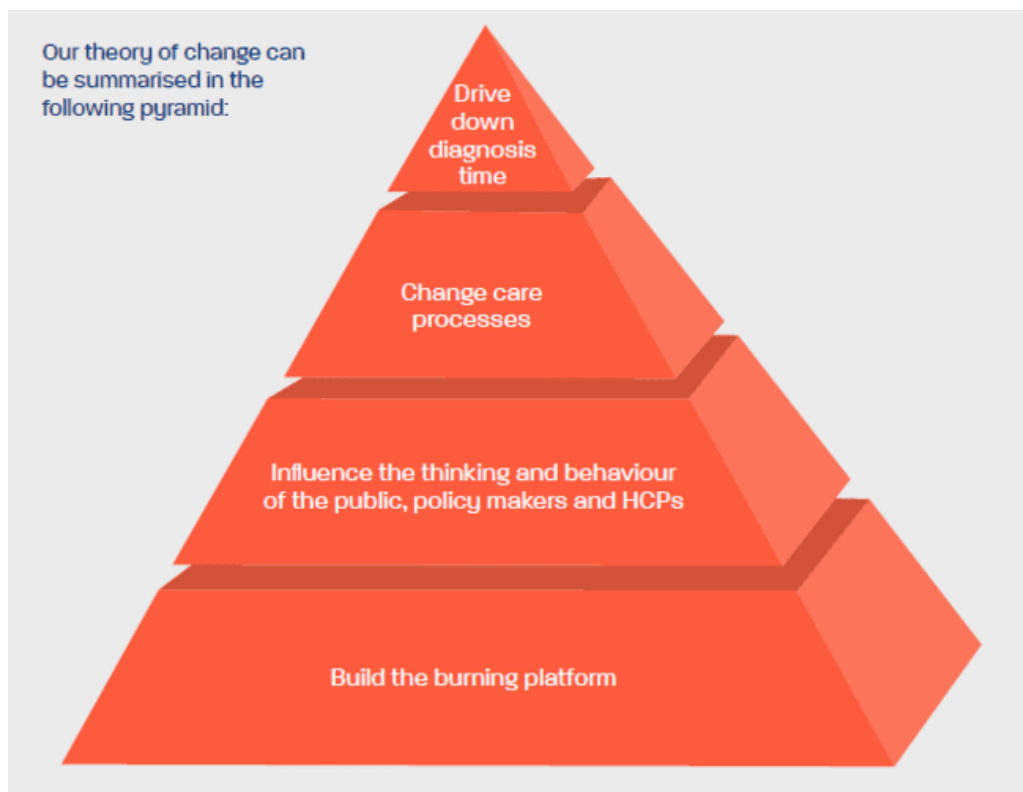 Our theory of change can
be summarised in the
following pyramid:
Drive
down
diagnosis
time
Change care
processes
Influence the thinking and behaviour
of the public, policy makers and HCPs
Build the burning platform